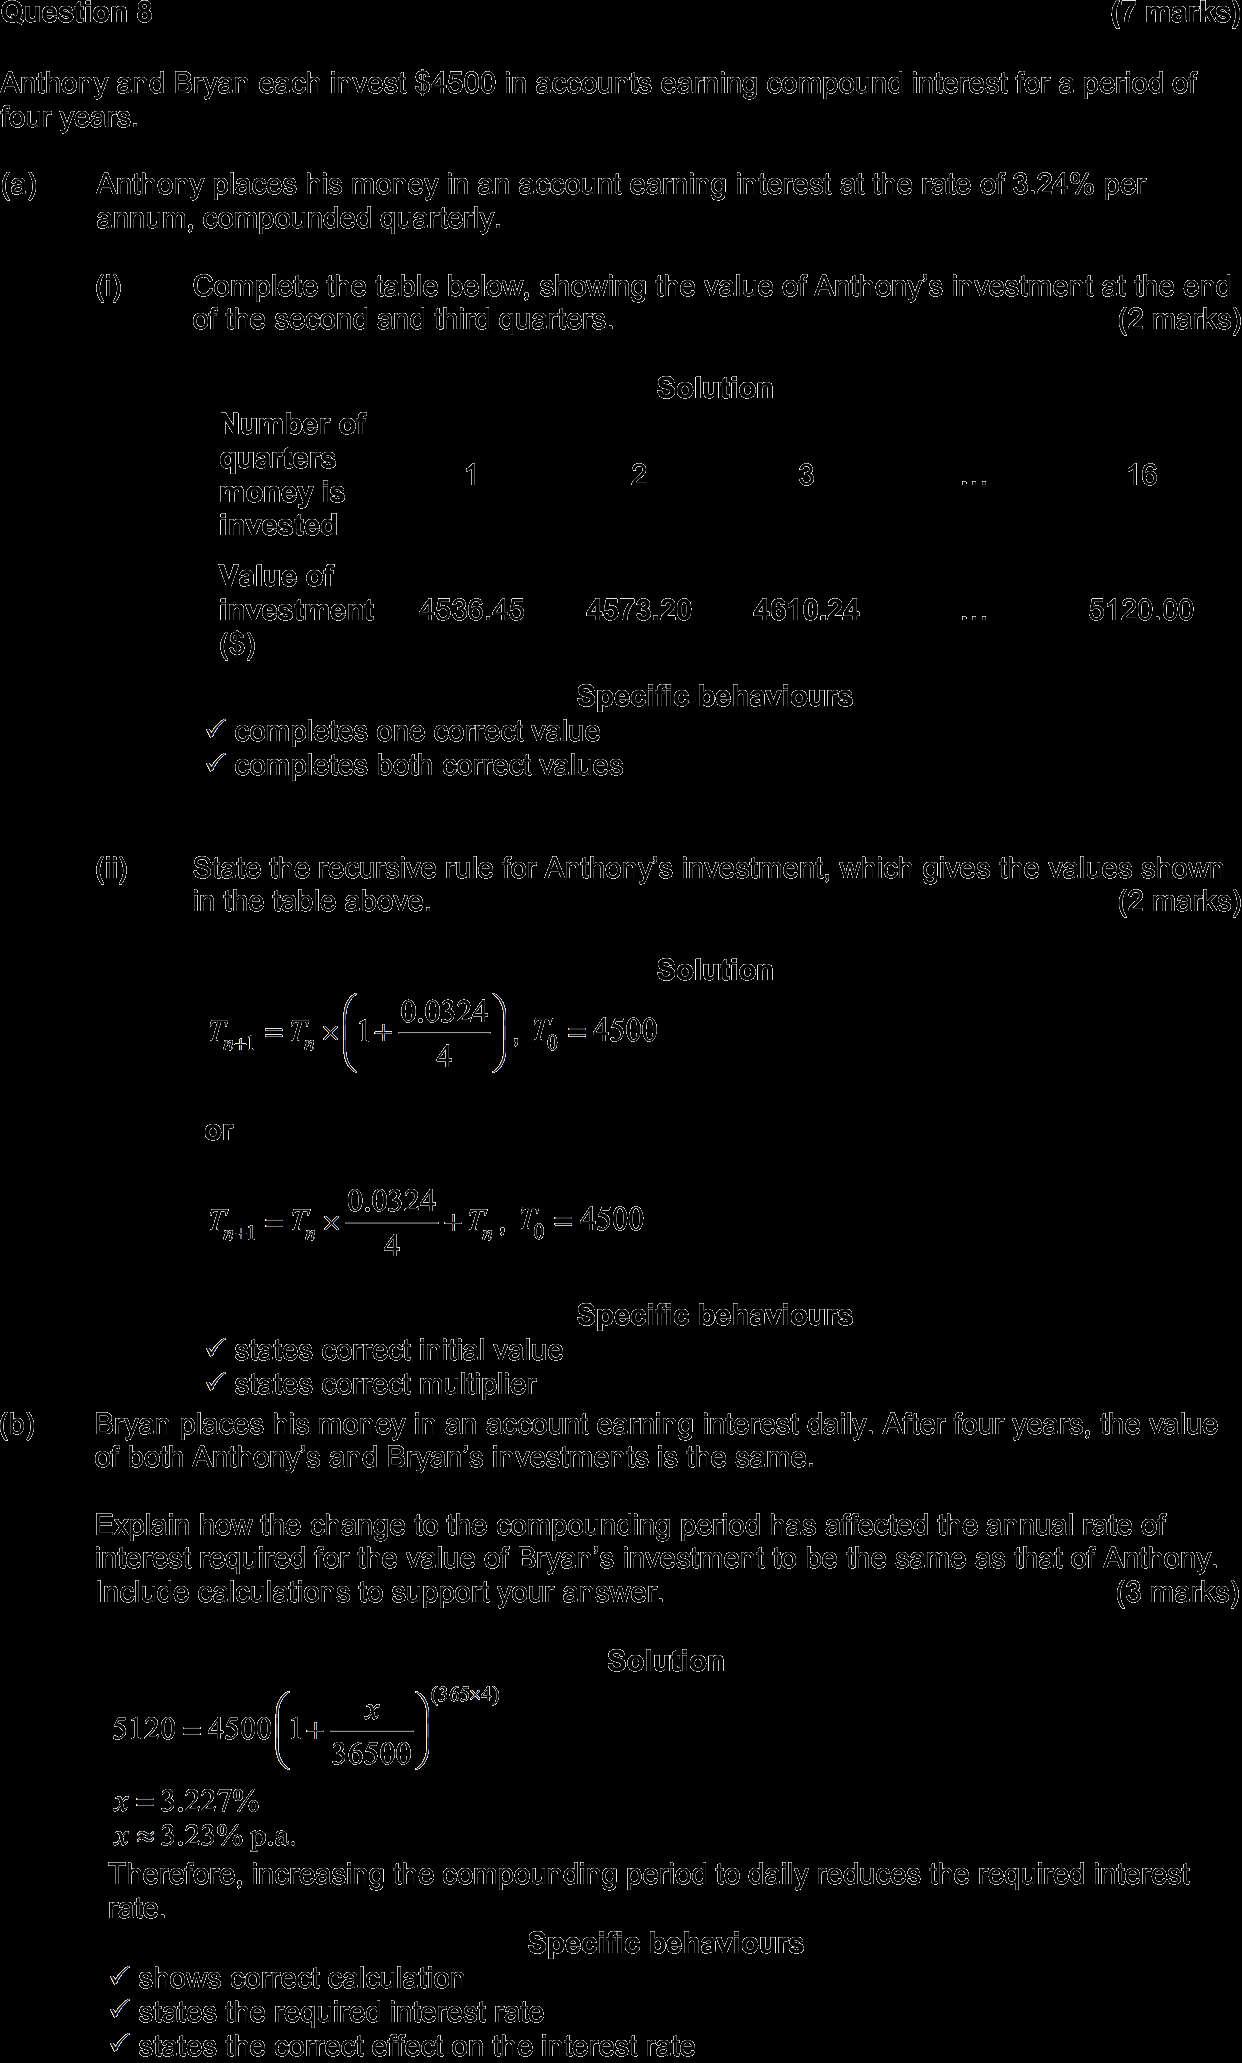 Question 8 (7 marks)
Anthony and Bryan each invest $4500 in accounts earning compound interest for a period of
four years.
(a) Anthony places his money in an account earning interest at the rate of 3.24% per
annum, compounded quarterly.
(i) Complete the table below, showing the value of Anthony's investment at the end
of the second and third quarters. (2 marks)
Solution
Number of
quarters
money is
invested
1 2 3 … 16
Value of
investment
($)
4536.45 4573.20 4610.24 … 5120.00
Specific behaviours
✓ completes one correct value
✓ completes both correct values
(ii) State the recursive rule for Anthony's investment, which gives the values shown
in the table above. (2 marks)
Solution
T_{n+1} = T_n × (1 + 0.0324/4), T_0 = 4500
or
T_{n+1} = T_n × 0.0324/4 + T_n, T_0 = 4500
Specific behaviours
✓ states correct initial value
✓ states correct multiplier
(b) Bryan places his money in an account earning interest daily. After four years, the value
of both Anthony's and Bryan's investments is the same.
Explain how the change to the compounding period has affected the annual rate of
interest required for the value of Bryan's investment to be the same as that of Anthony.
Include calculations to support your answer. (3 marks)
Solution
5120 = 4500(1 + x/36500)^(365×4)
x = 3.227%
x ≈ 3.23% p.a.
Therefore, increasing the compounding period to daily reduces the required interest
rate.
Specific behaviours
✓ shows correct calculation
✓ states the required interest rate
✓ states the correct effect on the interest rate